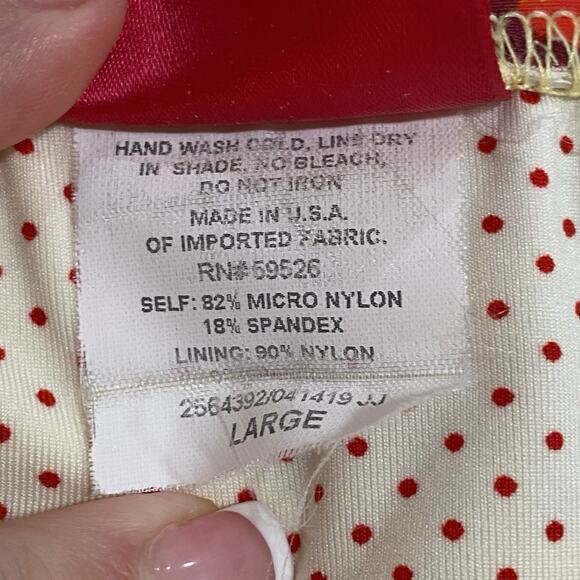 HAND WASH COLD, LINE DRY
IN SHADE, NO BLEACH,
DO NOT IRON
MADE IN U.S.A.
OF IMPORTED FABRIC.
RN#59526
SELF: 82% MICRO NYLON
18% SPANDEX
LINING: 90% NYLON
2564392/041419 JJ
LARGE